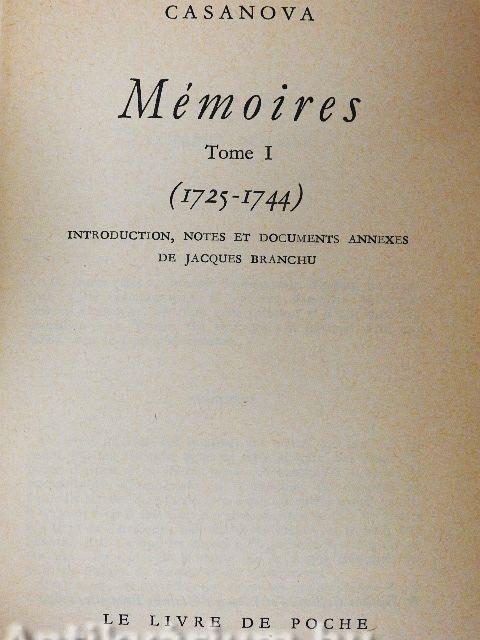 CASANOVA
Mémoires
Tome I
(1725-1744)
INTRODUCTION, NOTES ET DOCUMENTS ANNEXES
DE JACQUES BRANCHU
LE LIVRE DE POCHE